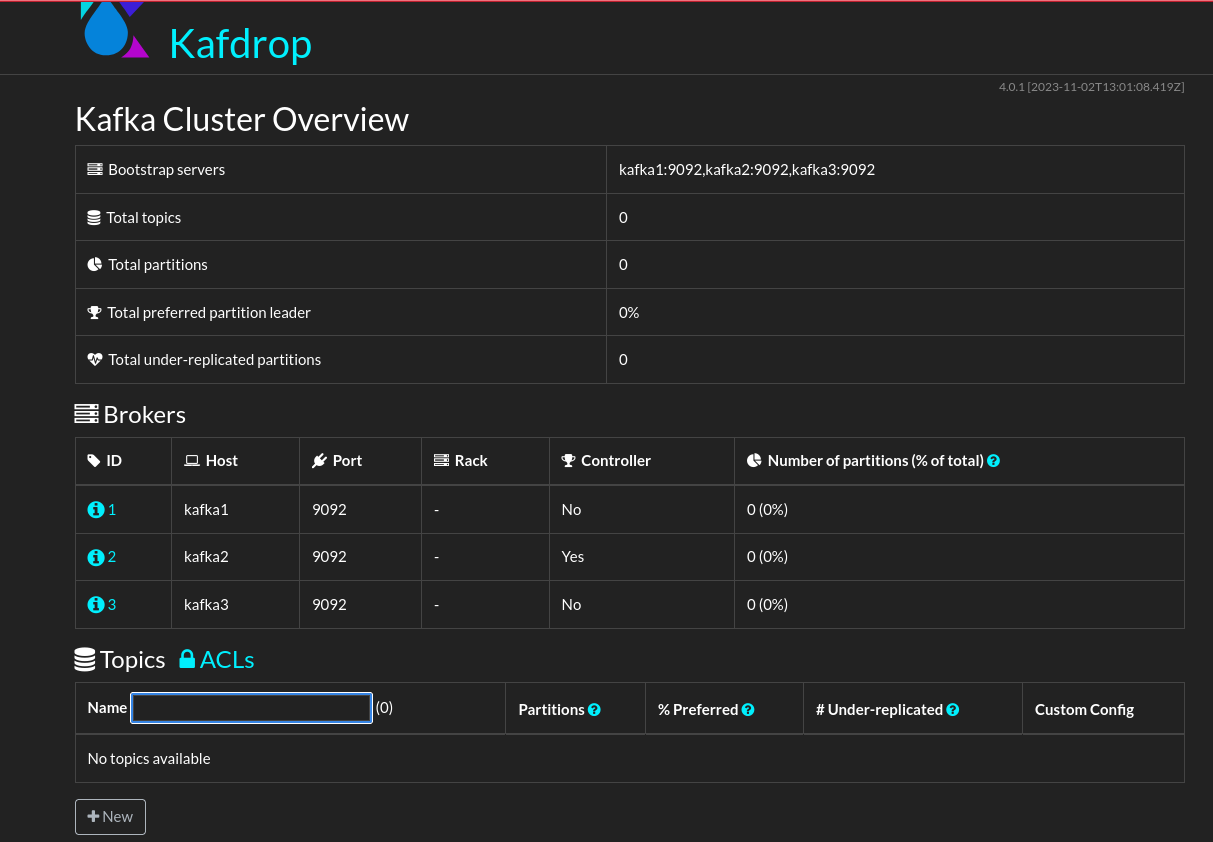 Kafdrop
4.0.1 [2023-11-02T13:01:08.419Z]
Kafka Cluster Overview
Bootstrap servers kafka1:9092,kafka2:9092,kafka3:9092
Total topics 0
Total partitions 0
Total preferred partition leader 0%
Total under-replicated partitions 0
Brokers
ID Host Port Rack Controller Number of partitions (% of total)
1 kafka1 9092 - No 0 (0%)
2 kafka2 9092 - Yes 0 (0%)
3 kafka3 9092 - No 0 (0%)
Topics ACLs
Name (0) Partitions % Preferred # Under-replicated Custom Config
No topics available
New